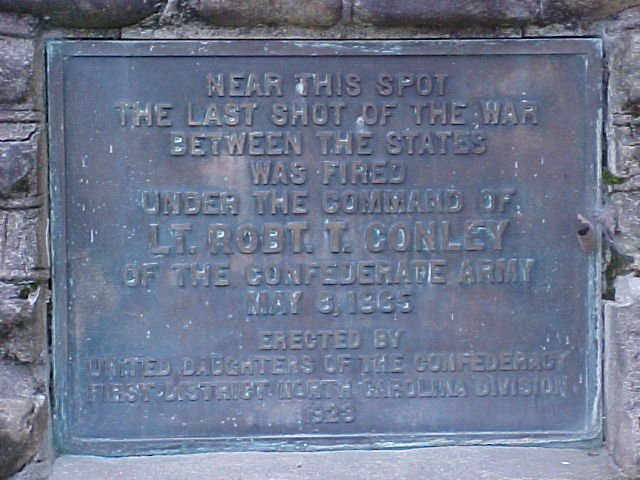 NEAR THIS SPOT
THE LAST SHOT OF THE WAR
BETWEEN THE STATES
WAS FIRED
UNDER THE COMMAND OF
LT. ROBT. T. CONLEY
OF THE CONFEDERATE ARMY
MAY 6, 1865
ERECTED BY
UNITED DAUGHTERS OF THE CONFEDERACY
FIRST DISTRICT NORTH CAROLINA DIVISION
1923